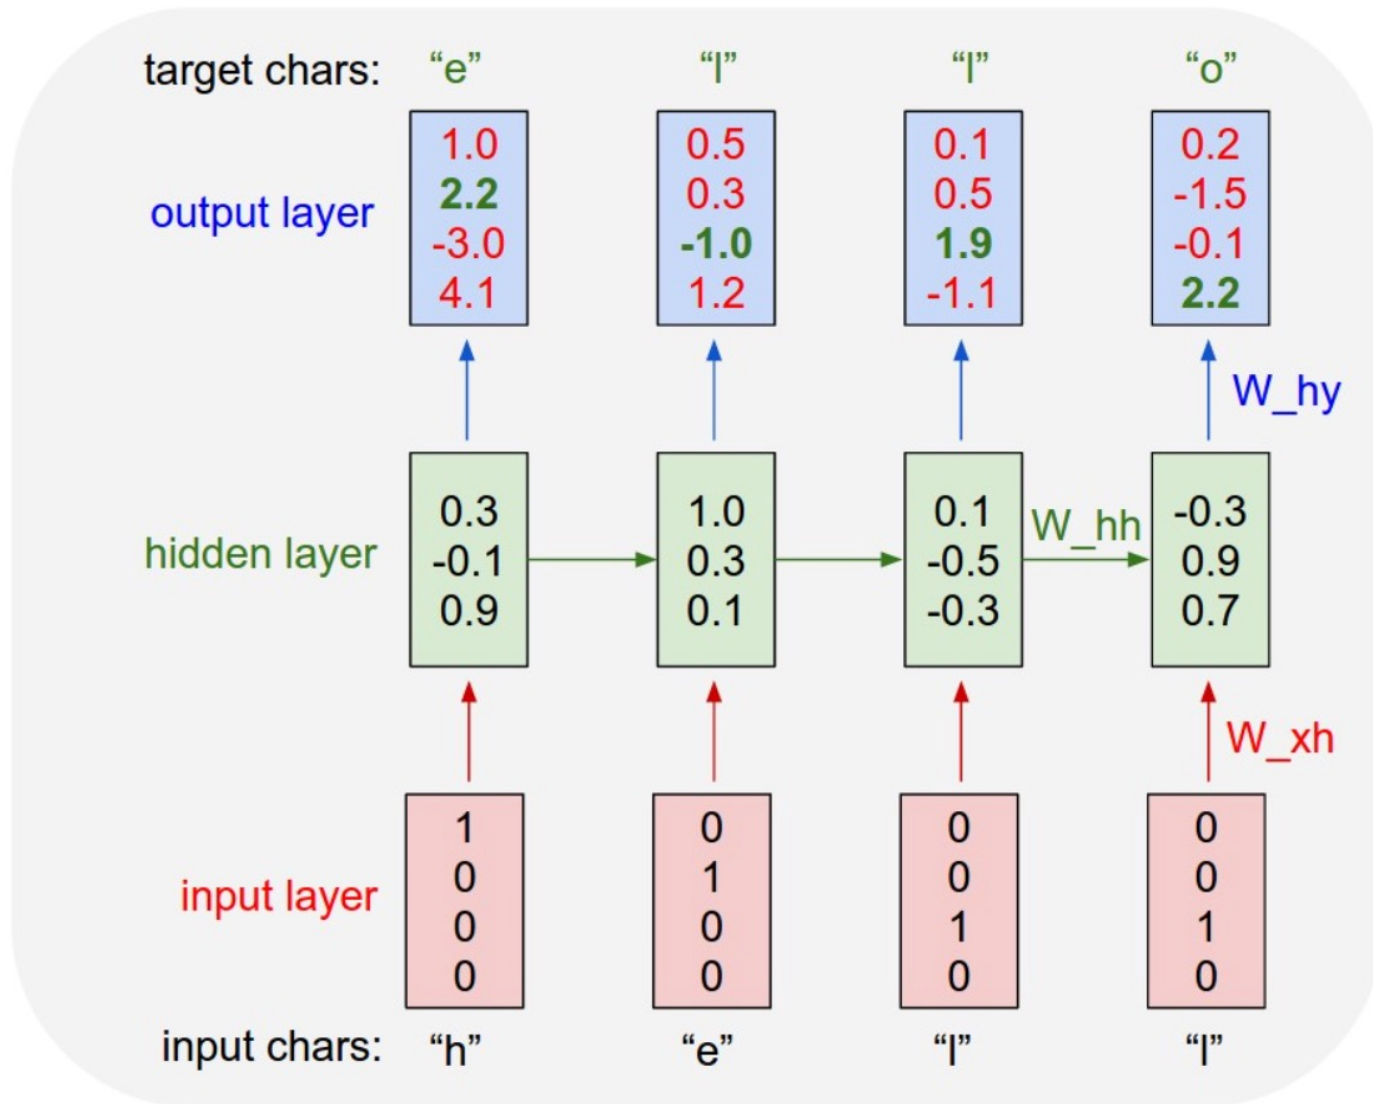 target chars: “e” “l” “l” “o”
1.0 0.5 0.1 0.2
2.2 0.3 0.5 -1.5
output layer
-3.0 -1.0 1.9 -0.1
4.1 1.2 -1.1 2.2
W_hy
0.3 1.0 0.1 -0.3
W_hh
hidden layer
-0.1 0.3 -0.5 0.9
0.9 0.1 -0.3 0.7
W_xh
1 0 0 0
0 1 0 0
input layer
0 0 1 1
0 0 0 0
input chars: “h” “e” “l” “l”